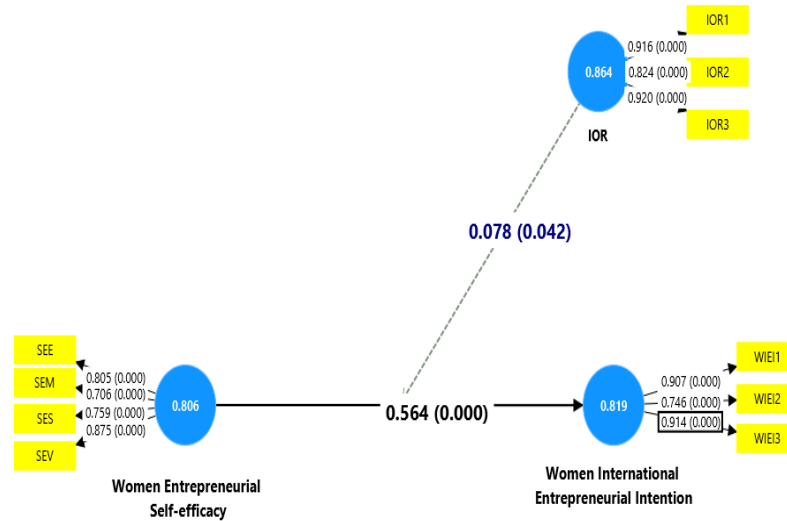 IOR1
0.916 (0.000)
0.864
0.824 (0.000)
IOR2
0.920 (0.000)
IOR3
IOR
0.078 (0.042)
SEE
0.805 (0.000)
SEM
0.706 (0.000)
0.806
SES
0.759 (0.000)
0.875 (0.000)
SEV
0.564 (0.000)
WIEI1
0.907 (0.000)
0.819
0.746 (0.000)
WIEI2
0.914 (0.000)
WIEI3
Women Entrepreneurial
Self-efficacy
Women International
Entrepreneurial Intention